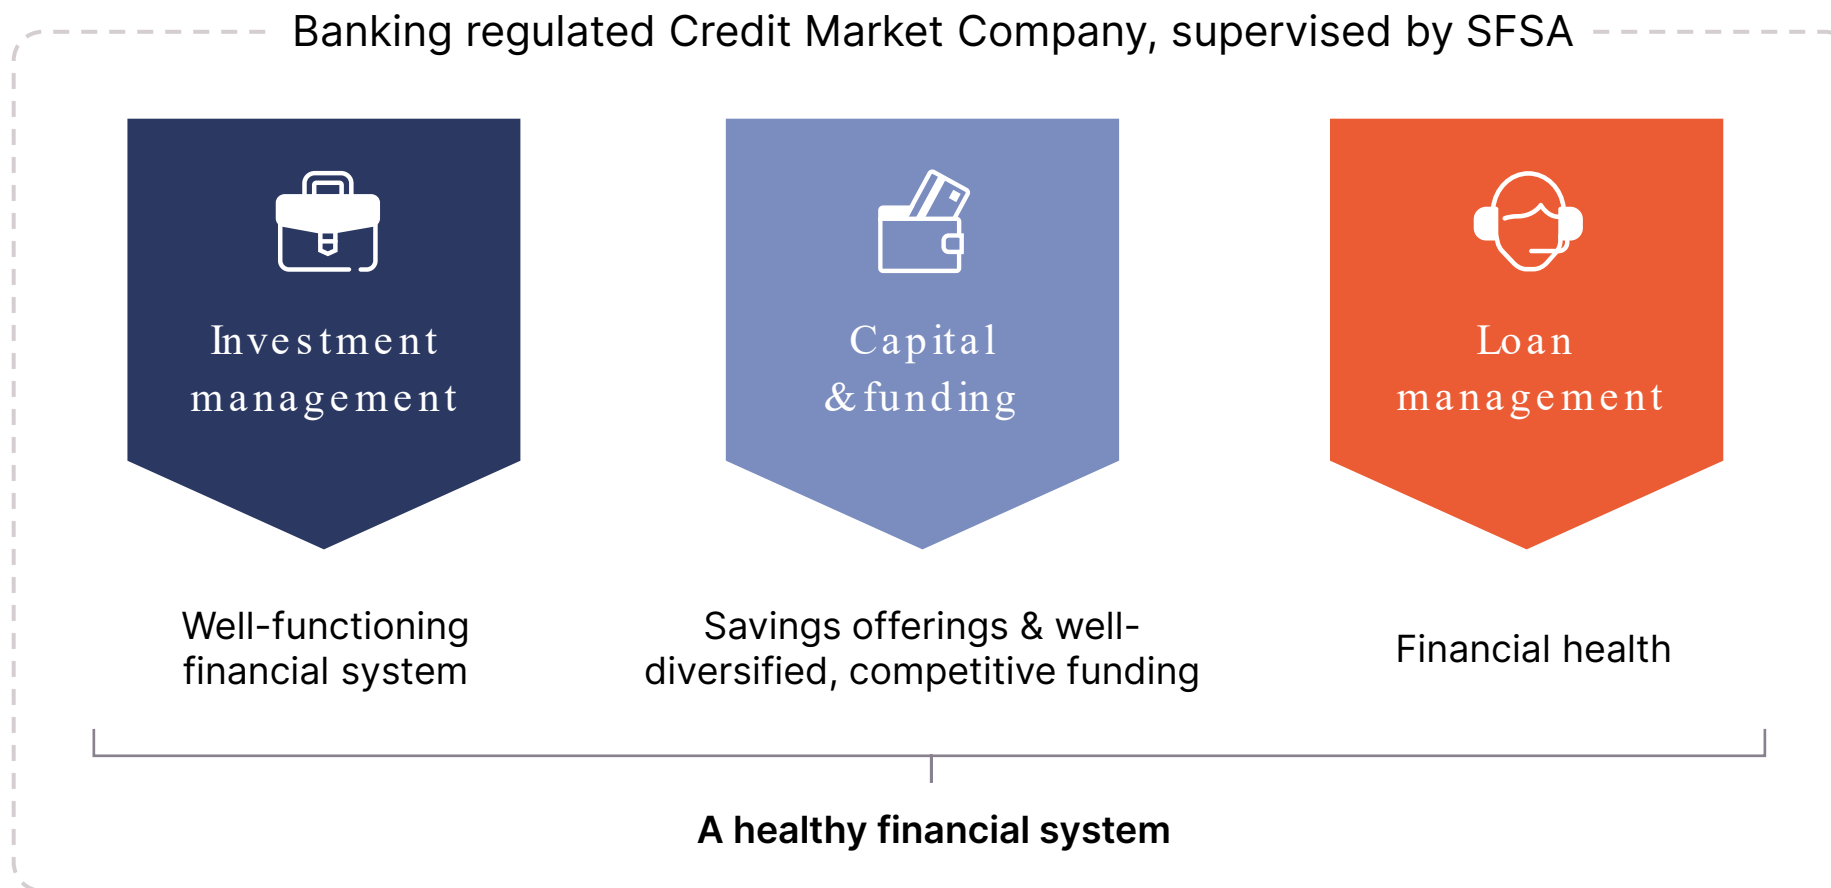 Banking regulated Credit Market Company, supervised by SFSA
Investment
management
Capital
& funding
Loan
management
Well-functioning
financial system
Savings offerings & well-
diversified, competitive funding
Financial health
A healthy financial system